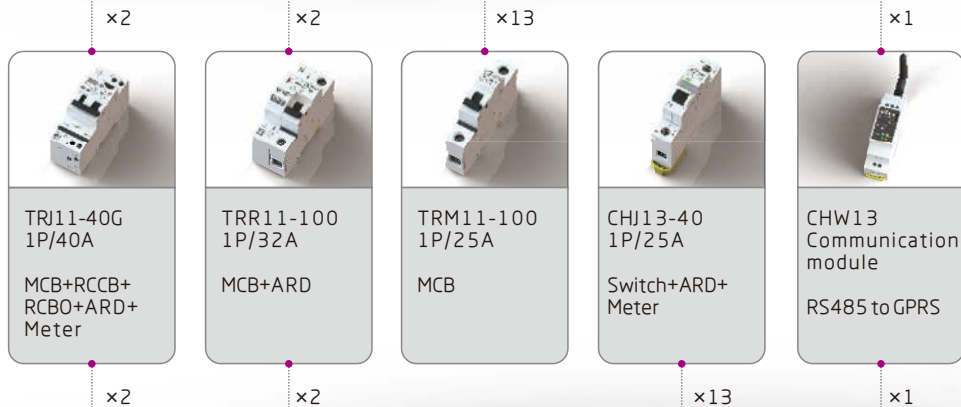 ×2
×2
×13
×1
TRJ11-40G
1P/40A
MCB+RCCB+
RCBO+ARD+
Meter
TRR11-100
1P/32A
MCB+ARD
TRM11-100
1P/25A
MCB
CHJ13-40
1P/25A
Switch+ARD+
Meter
CHW13
Communication
module
RS485 to GPRS
×2
×2
×13
×1